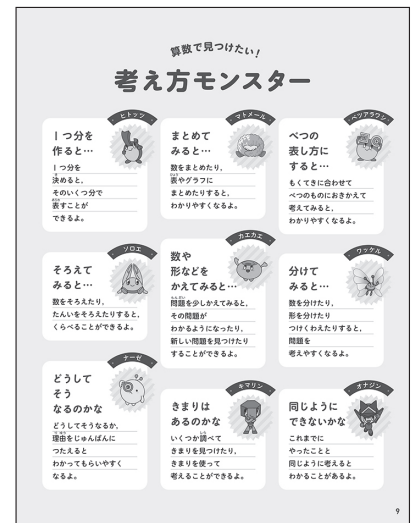 算数で見つけたい!
考え方モンスター
ヒトッツ
1つ分を
作ると…
1つ分を
決めると、
そのいくつ分で
表すことが
できるよ。
マトメール
まとめて
みると…
数をまとめたり、
表やグラフに
まとめたりすると、
わかりやすくなるよ。
ベツアラワシ
べつの
表し方に
すると…
もくてきに合わせて
べつのものにおきかえて
考えてみると、
わかりやすくなるよ。
ソロエ
そろえて
みると…
数をそろえたり、
たんいをそろえたりすると、
くらべることができるよ。
カエカエ
数や
形などを
かえてみると…
問題を少しかえてみると、
その問題が
わかるようになったり、
新しい問題を見つけたり
することができるよ。
ワッケル
分けて
みると…
数を分けたり、
形を分けたり
つけくわえたりすると、
問題を
考えやすくなるよ。
ナーゼ
どうして
そう
なるのかな
どうしてそうなるか、
理由をじゅんばんに
つたえると
わかってもらいやすく
なるよ。
キマリン
きまりは
あるのかな
いくつか調べて
きまりを見つけたり、
きまりを使って
考えることができるよ。
オナジン
同じように
できないかな
これまでに
やったことと
同じように考えると
わかることがあるよ。
9